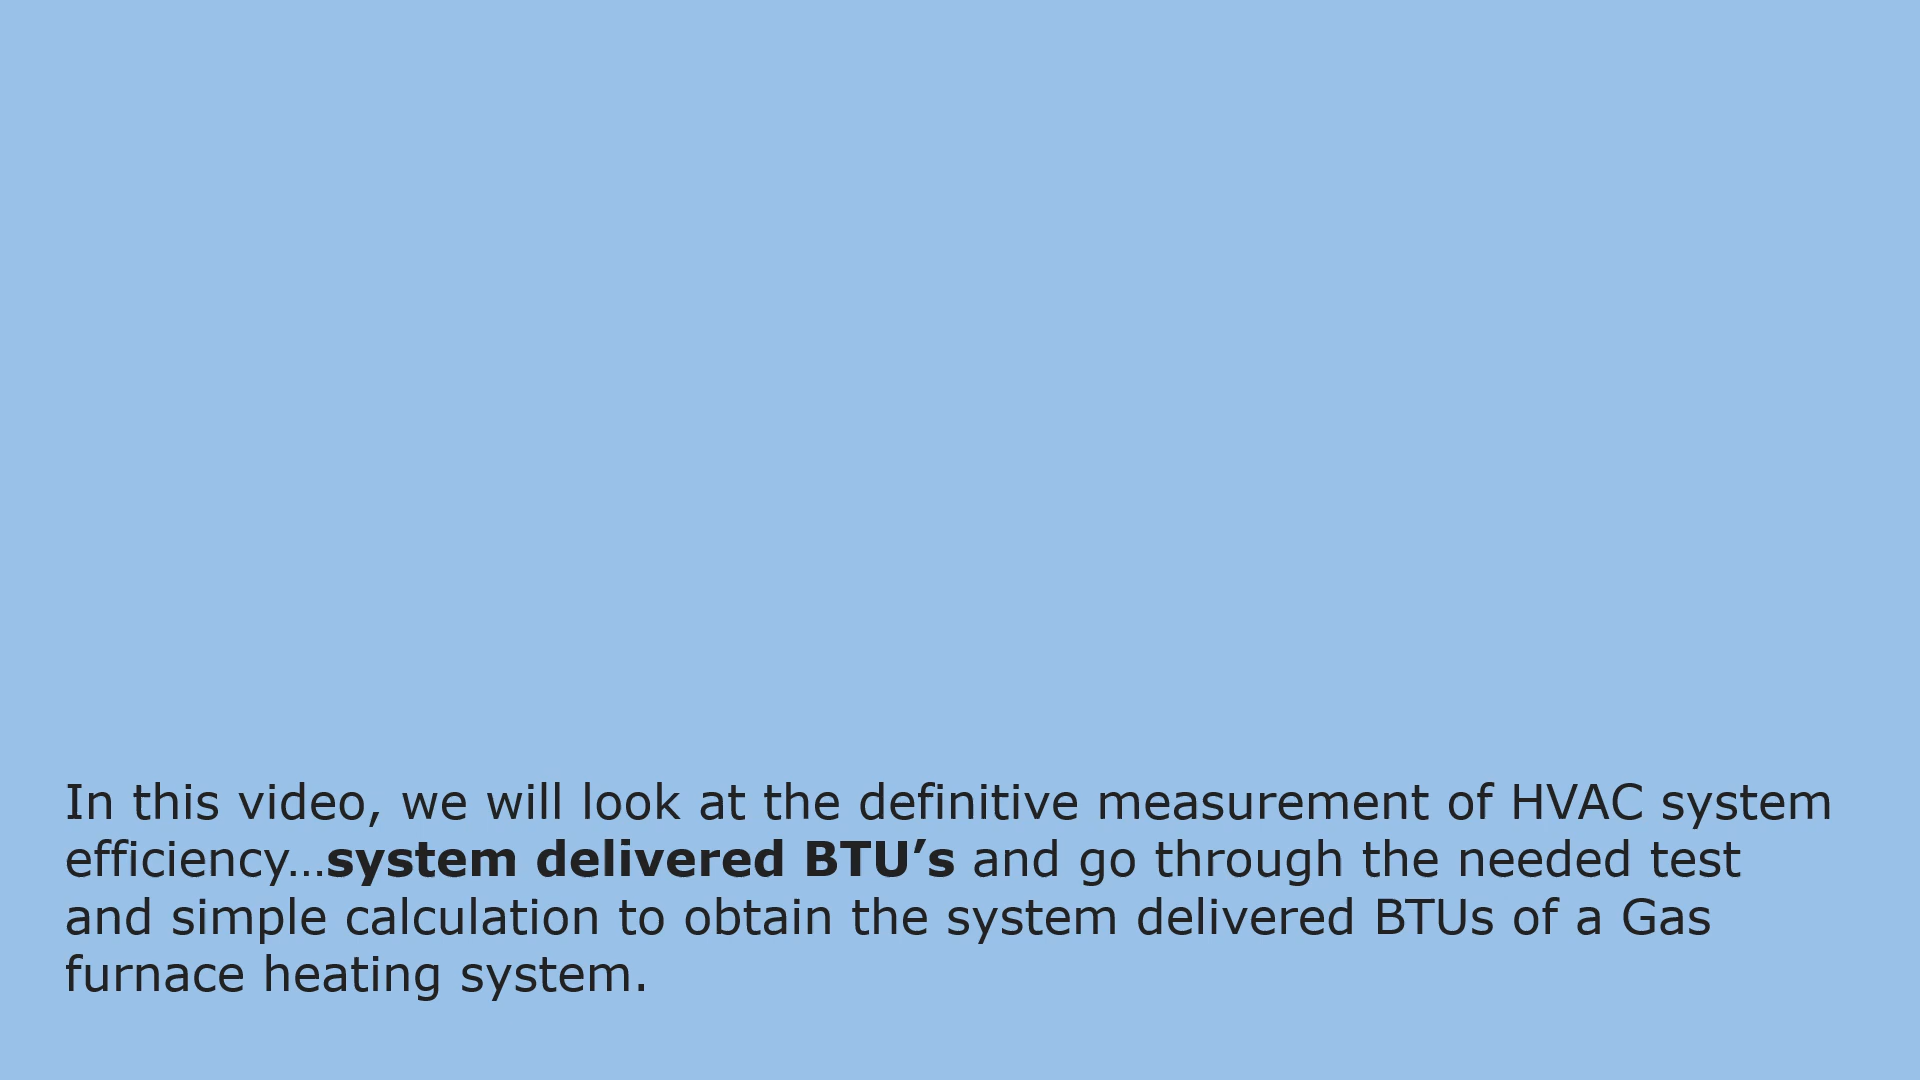 In this video, we will look at the definitive measurement of HVAC system
efficiency…system delivered BTU’s and go through the needed test
and simple calculation to obtain the system delivered BTUs of a Gas
furnace heating system.